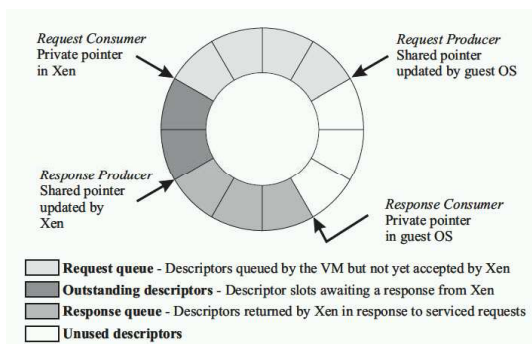 Request Consumer
Private pointer
in Xen
Request Producer
Shared pointer
updated by guest OS
Response Producer
Shared pointer
updated by
Xen
Response Consumer
Private pointer
in guest OS
Request queue - Descriptors queued by the VM but not yet accepted by Xen
Outstanding descriptors - Descriptor slots awaiting a response from Xen
Response queue - Descriptors returned by Xen in response to serviced requests
Unused descriptors